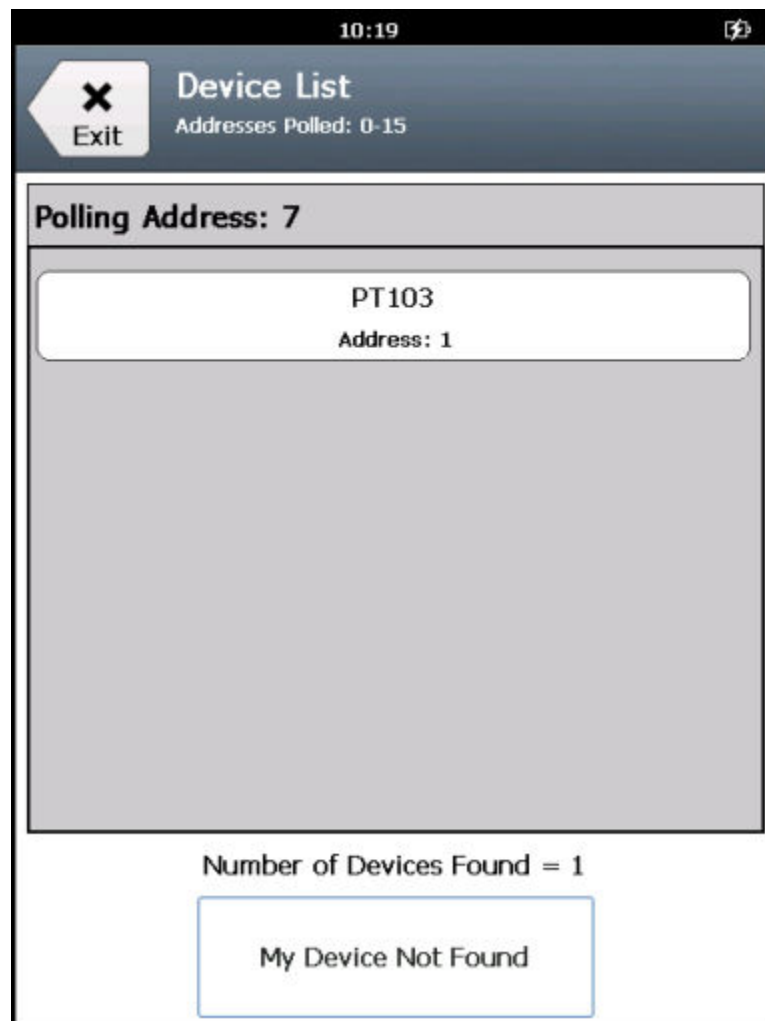 10:19
Device List
Exit
Addresses Polled: 0-15
Polling Address: 7
PT103
Address: 1
Number of Devices Found = 1
My Device Not Found